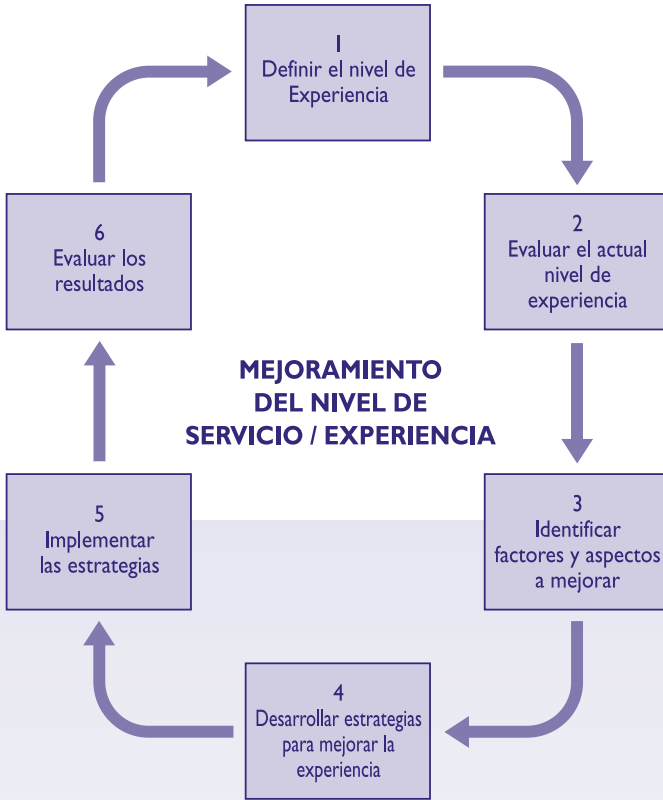 1
Definir el nivel de
Experiencia
2
Evaluar el actual
nivel de
experiencia
3
Identificar
factores y aspectos
a mejorar
4
Desarrollar estrategias
para mejorar la
experiencia
5
Implementar
las estrategias
6
Evaluar los
resultados
MEJORAMIENTO
DEL NIVEL DE
SERVICIO / EXPERIENCIA